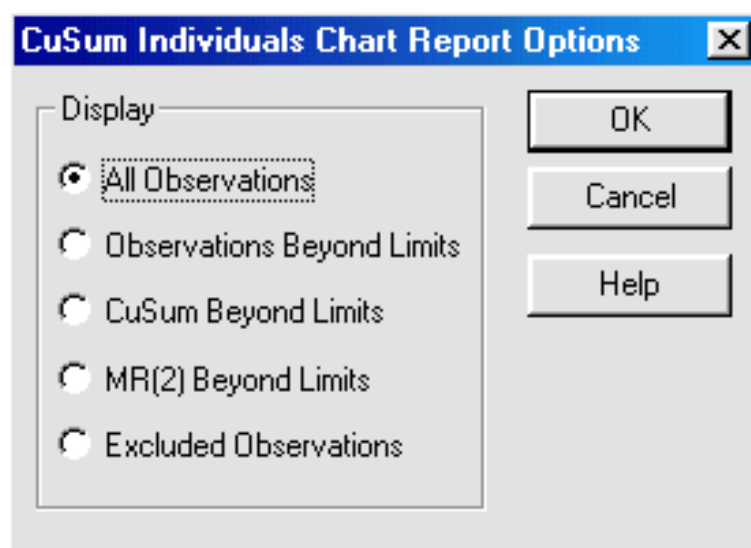 CuSum Individuals Chart Report Options
Display
All Observations
Observations Beyond Limits
CuSum Beyond Limits
MR(2) Beyond Limits
Excluded Observations
OK
Cancel
Help